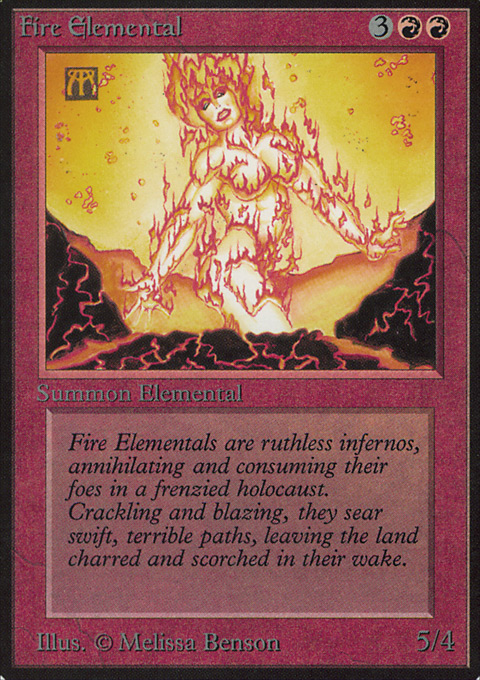 Fire Elemental 3
Summon Elemental
Fire Elementals are ruthless infernos,
annihilating and consuming their
foes in a frenzied holocaust.
Crackling and blazing, they sear
swift, terrible paths, leaving the land
charred and scorched in their wake.
Illus. © Melissa Benson 5/4